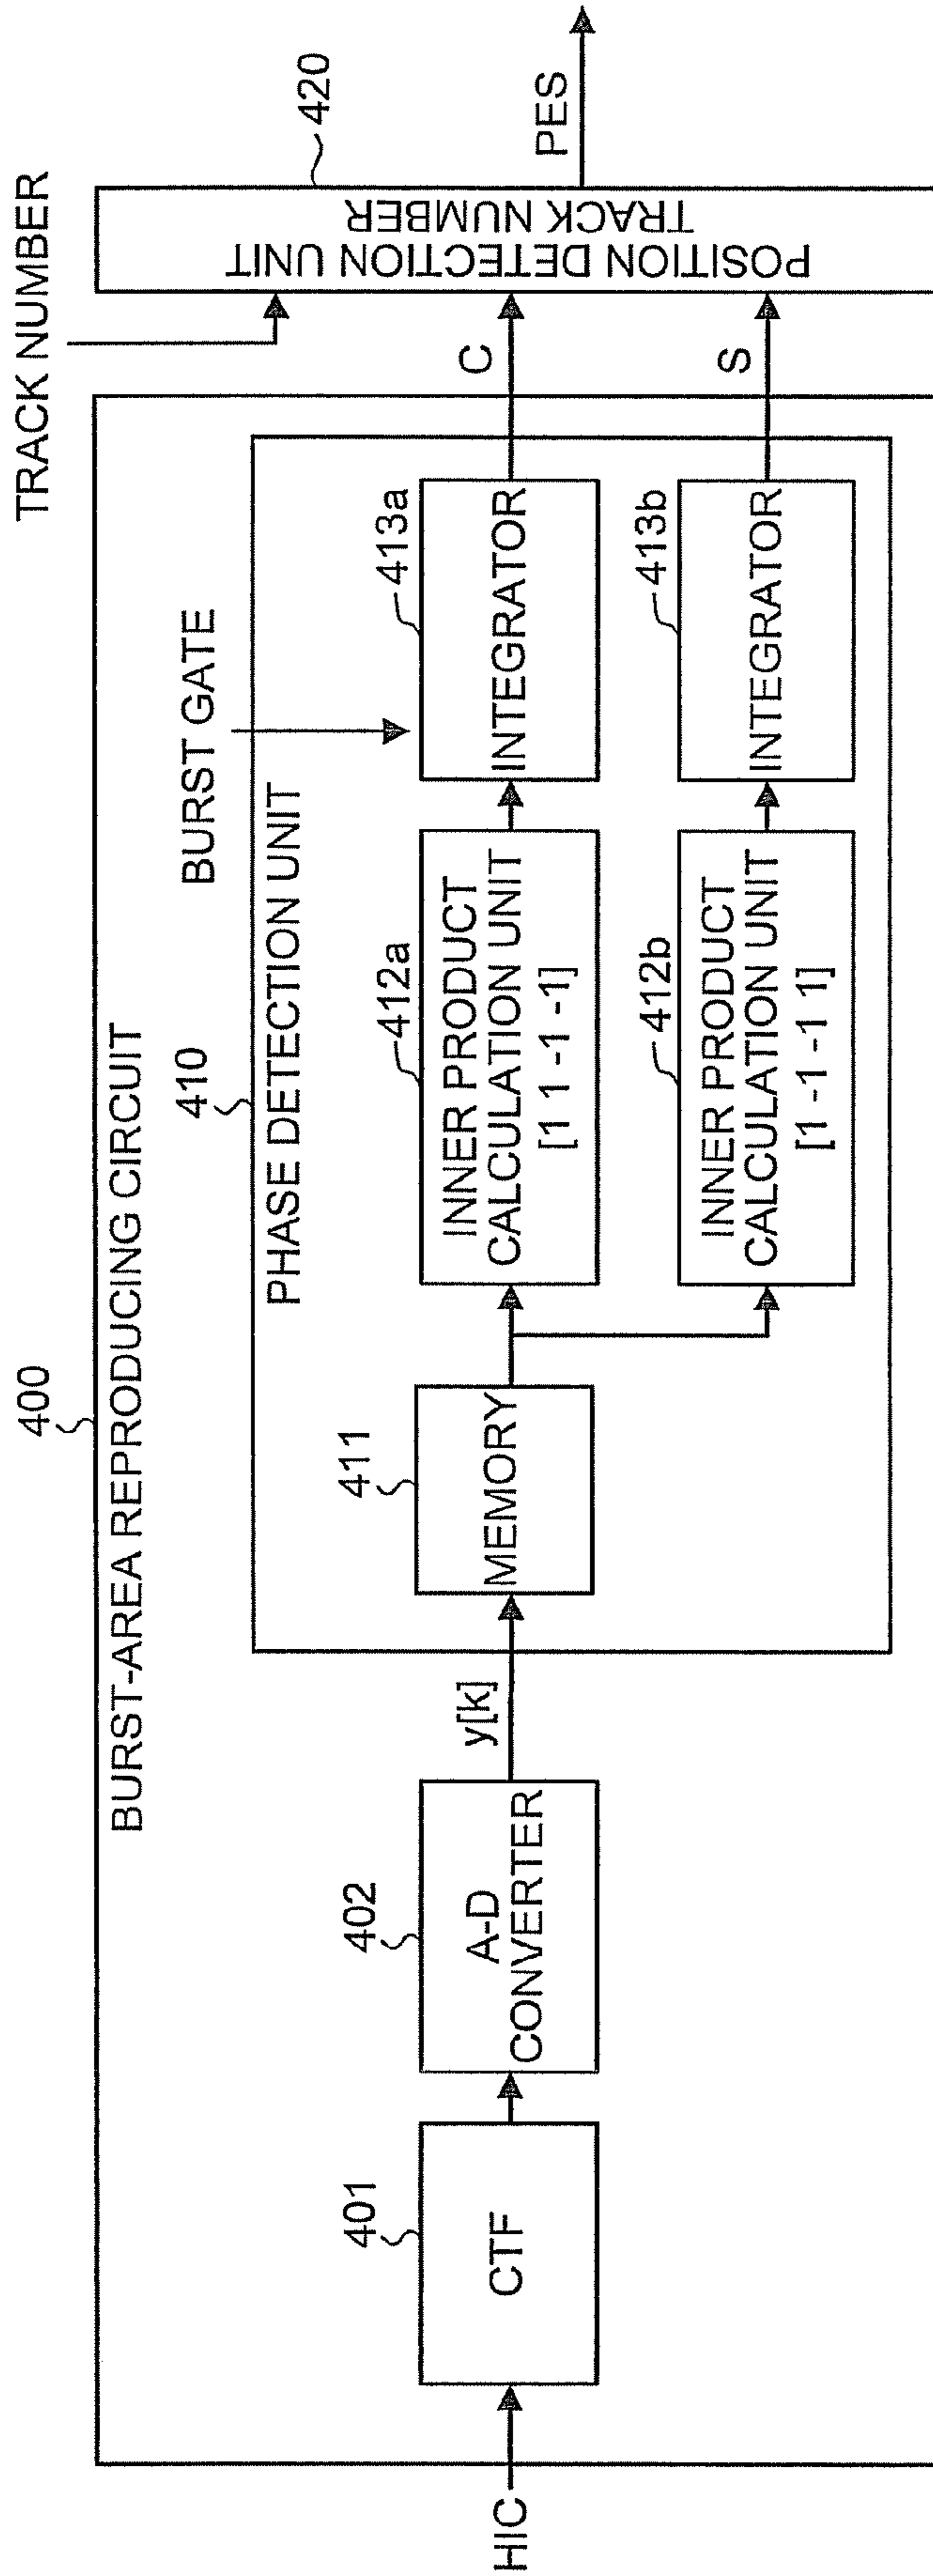 400
BURST-AREA REPRODUCING CIRCUIT
410
PHASE DETECTION UNIT
BURST GATE
TRACK NUMBER
HIC
401
CTF
402
A-D
CONVERTER
y[k]
411
MEMORY
412a
INNER PRODUCT
CALCULATION UNIT
[1 1 -1 -1]
413a
INTEGRATOR
C
412b
INNER PRODUCT
CALCULATION UNIT
[1 -1 -1 1]
413b
INTEGRATOR
S
420
POSITION DETECTION UNIT
TRACK NUMBER
PES